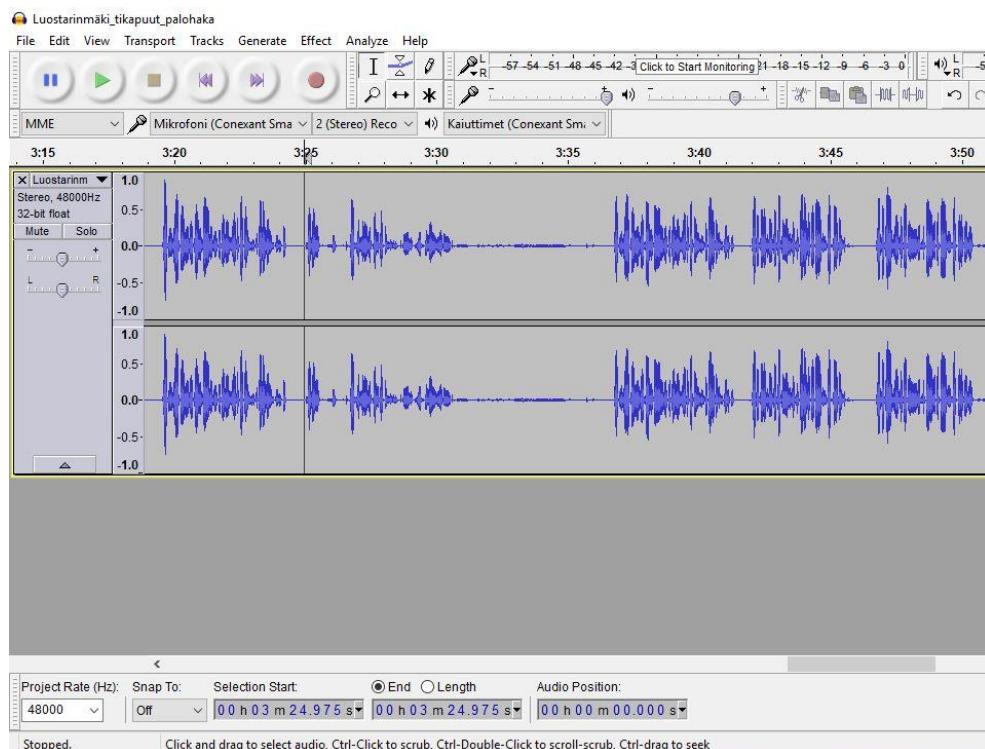 Luostarinmäki_tikapuut_palohaka
File Edit View Transport Tracks Generate Effect Analyze Help
L R -57 -54 -51 -48 -45 -42 -3 Click to Start Monitoring 21 -18 -15 -12 -9 -6 -3 0 L R -5
MME Mikrofoni (Conexant Sma 2 (Stereo) Reco Kaiuttimet (Conexant Sma
3:15 3:20 3:25 3:30 3:35 3:40 3:45 3:50
X Luostarinm
Stereo, 48000Hz
32-bit float
Mute Solo
- +
L R
1.0
0.5-
0.0-
-0.5-
-1.0
1.0
0.5-
0.0-
-0.5-
-1.0
Project Rate (Hz): Snap To: Selection Start: End Length Audio Position:
48000 Off 00 h 03 m 24.975 s 00 h 03 m 24.975 s 00 h 00 m 00.000 s
Stopped. Click and drag to select audio, Ctrl-Click to scrub, Ctrl-Double-Click to scroll-scrub, Ctrl-drag to seek